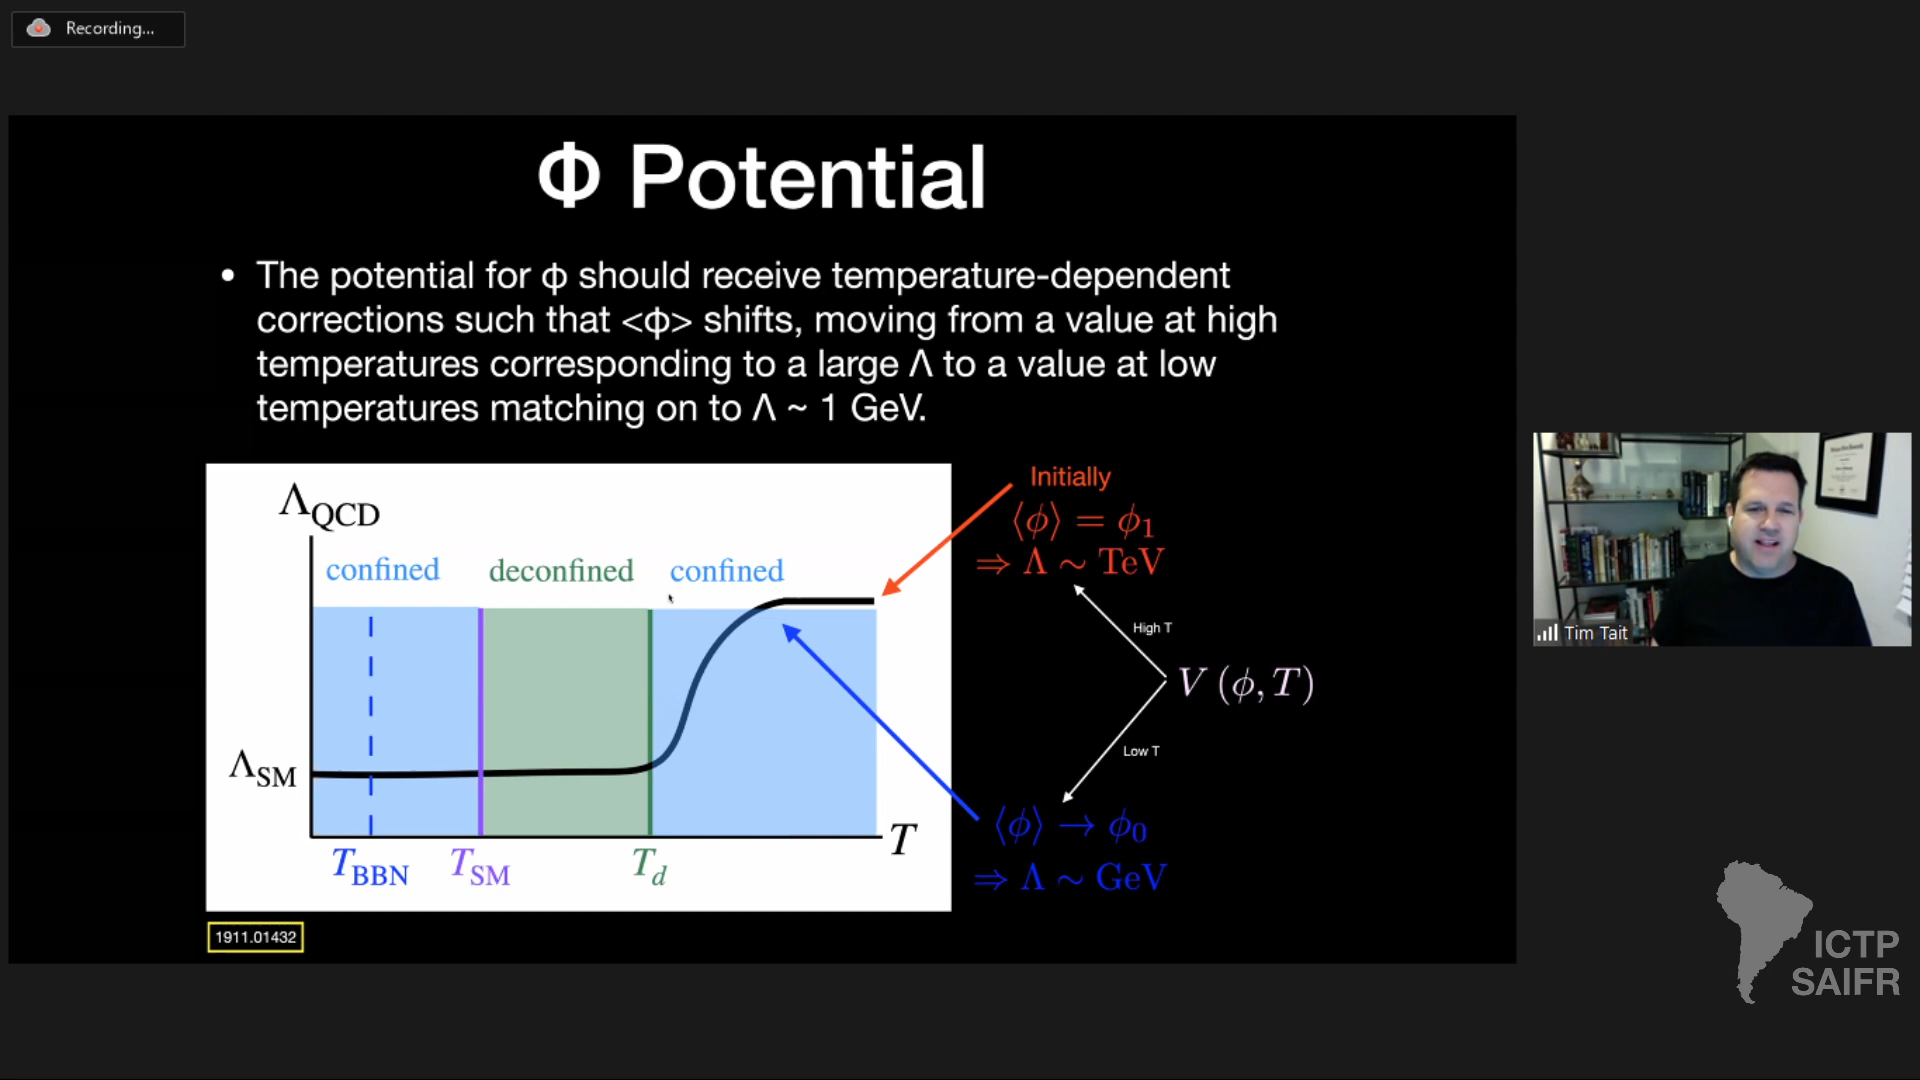 Recording...
Φ Potential
• The potential for ϕ should receive temperature-dependent
corrections such that <ϕ> shifts, moving from a value at high
temperatures corresponding to a large Λ to a value at low
temperatures matching on to Λ ~ 1 GeV.
Λ_QCD
confined deconfined confined
Λ_SM
T
T_BBN T_SM T_d
1911.01432
Initially
⟨ϕ⟩ = ϕ₁
⇒ Λ ∼ TeV
High T
V (ϕ, T)
Low T
⟨ϕ⟩ → ϕ₀
⇒ Λ ∼ GeV
Tim Tait
ICTP
SAIFR